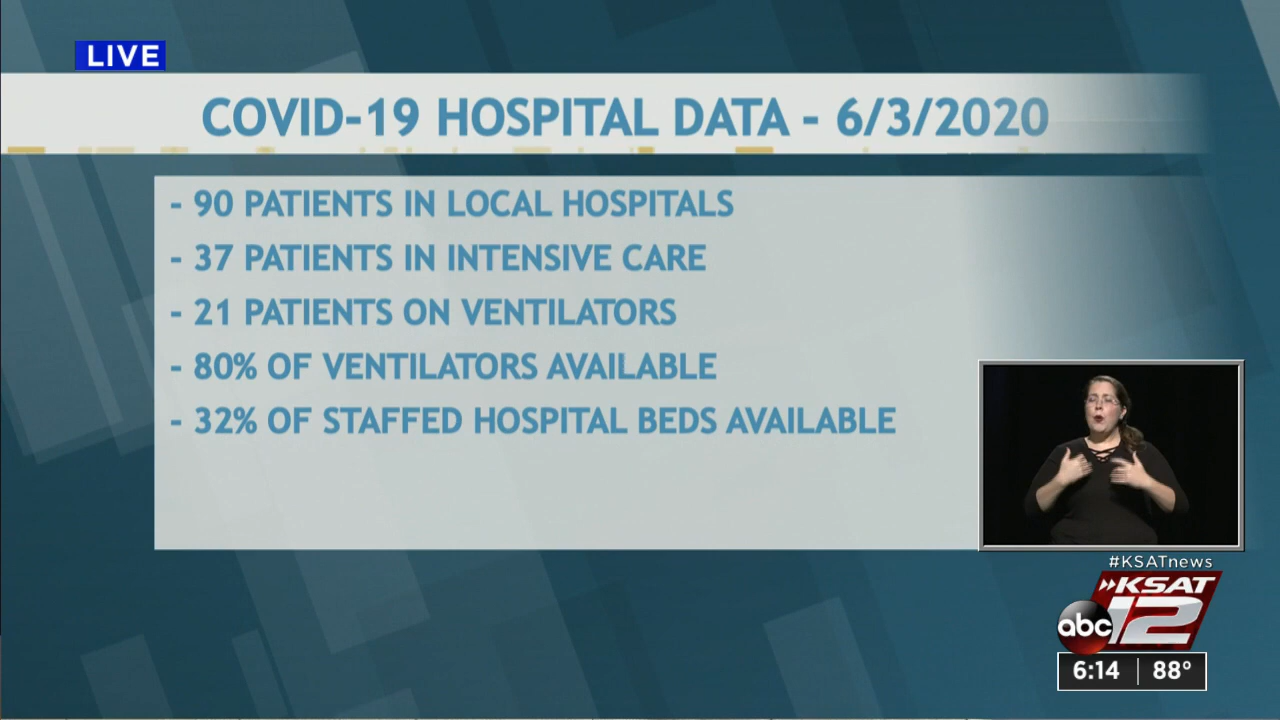 LIVE
COVID-19 HOSPITAL DATA - 6/3/2020
- 90 PATIENTS IN LOCAL HOSPITALS
- 37 PATIENTS IN INTENSIVE CARE
- 21 PATIENTS ON VENTILATORS
- 80% OF VENTILATORS AVAILABLE
- 32% OF STAFFED HOSPITAL BEDS AVAILABLE
#KSATnews
KSAT
abc 12
6:14 88°